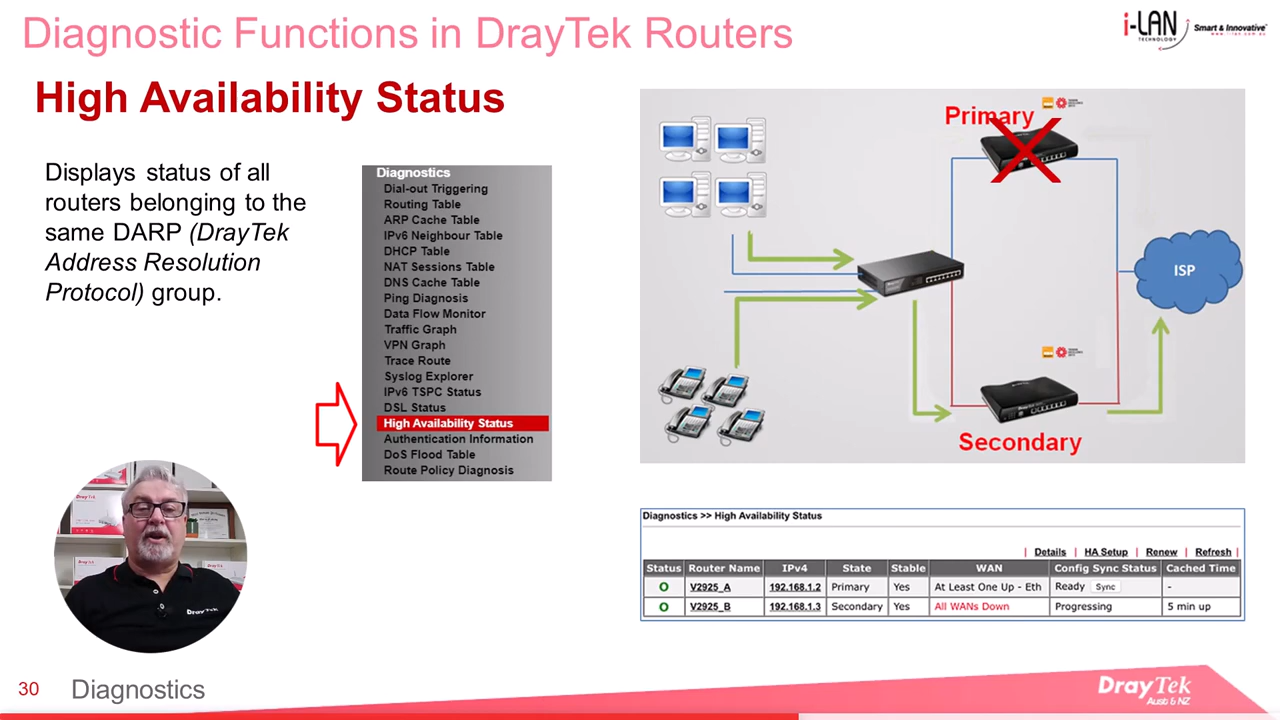 Diagnostic Functions in DrayTek Routers
i-LAN
TECHNOLOGY
Smart & Innovative
High Availability Status
Displays status of all
routers belonging to the
same DARP (DrayTek
Address Resolution
Protocol) group.
Diagnostics
Dial-out Triggering
Routing Table
ARP Cache Table
IPv6 Neighbour Table
DHCP Table
NAT Sessions Table
DNS Cache Table
Ping Diagnosis
Data Flow Monitor
Traffic Graph
VPN Graph
Trace Route
Syslog Explorer
IPv6 TSPC Status
DSL Status
High Availability Status
Authentication Information
DoS Flood Table
Route Policy Diagnosis
Primary
ISP
Secondary
Diagnostics >> High Availability Status
| Details | HA Setup | Renew | Refresh |
Status Router Name IPv4 State Stable WAN Config Sync Status Cached Time
O V2925_A 192.168.1.2 Primary Yes At Least One Up - Eth Ready Sync -
O V2925_B 192.168.1.3 Secondary Yes All WANs Down Progressing 5 min up
DrayTek
DrayTek
30 Diagnostics
DrayTek
Aust & NZ